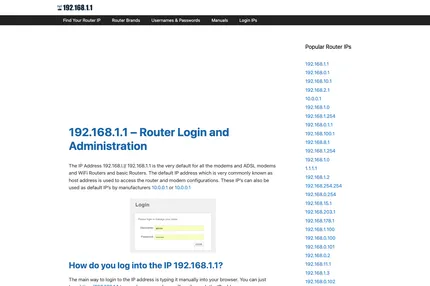 192.168.1.1
Find Your Router IP Router Brands Usernames & Passwords Manuals Login IPs
192.168.1.1 – Router Login and
Administration
The IP Address 192.168.l.l/ 192.168.1.1 is the very default for all the modems and ADSL modems
and WiFi Routers and basic Routers. The default IP address which is very commonly known as
host address is used to access the router and modem configurations. These IP's can also be
used as default IP's by manufacturers 10.0.0.1 or 10.0.0.1
Login
Username
Password
LOGIN
How do you log into the IP 192.168.1.1?
The main way to login to the IP address is typing it manually into your browser. You can just
Popular Router IPs
192.168.1.1
192.168.0.1
192.168.10.1
192.168.2.1
10.0.0.1
192.168.1.0
192.168.1.254
192.168.0.1.1
192.168.100.1
192.168.8.1
192.168.1.254
192.168.1.0
1.1.1.1
192.168.1.2
192.168.254.254
192.168.0.254
192.168.15.1
192.168.203.1
192.168.178.1
192.168.1.100
192.168.0.100
192.168.0.101
192.168.0.2
192.168.11.1
192.168.1.3
192.168.0.102